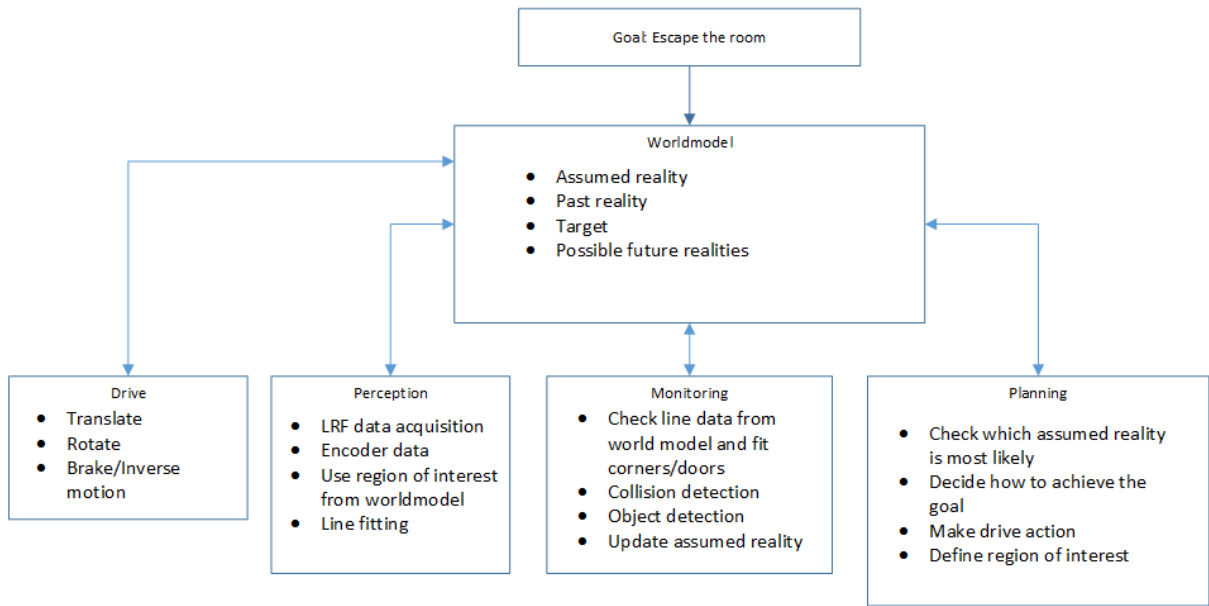 Goal: Escape the room
Worldmodel
• Assumed reality
• Past reality
• Target
• Possible future realities
Drive
• Translate
• Rotate
• Brake/Inverse
motion
Perception
• LRF data acquisition
• Encoder data
• Use region of interest
from worldmodel
• Line fitting
Monitoring
• Check line data from
world model and fit
corners/doors
• Collision detection
• Object detection
• Update assumed reality
Planning
• Check which assumed reality
is most likely
• Decide how to achieve the
goal
• Make drive action
• Define region of interest